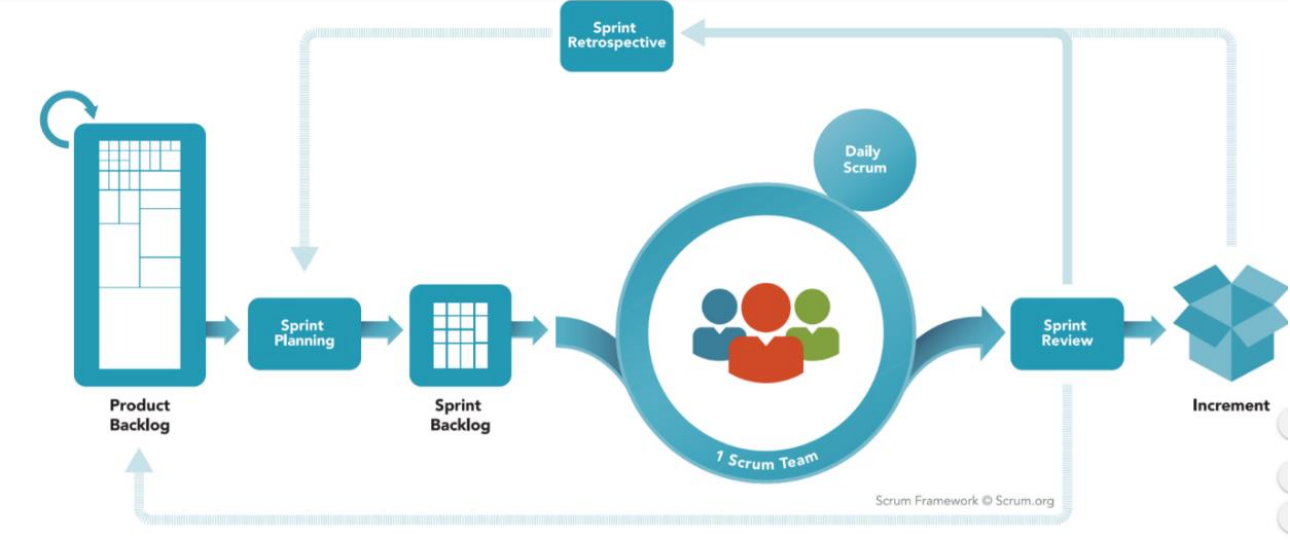 Sprint
Retrospective
Daily
Scrum
Sprint
Planning
Sprint
Review
Product
Backlog
Sprint
Backlog
Increment
1 Scrum Team
Scrum Framework © Scrum.org